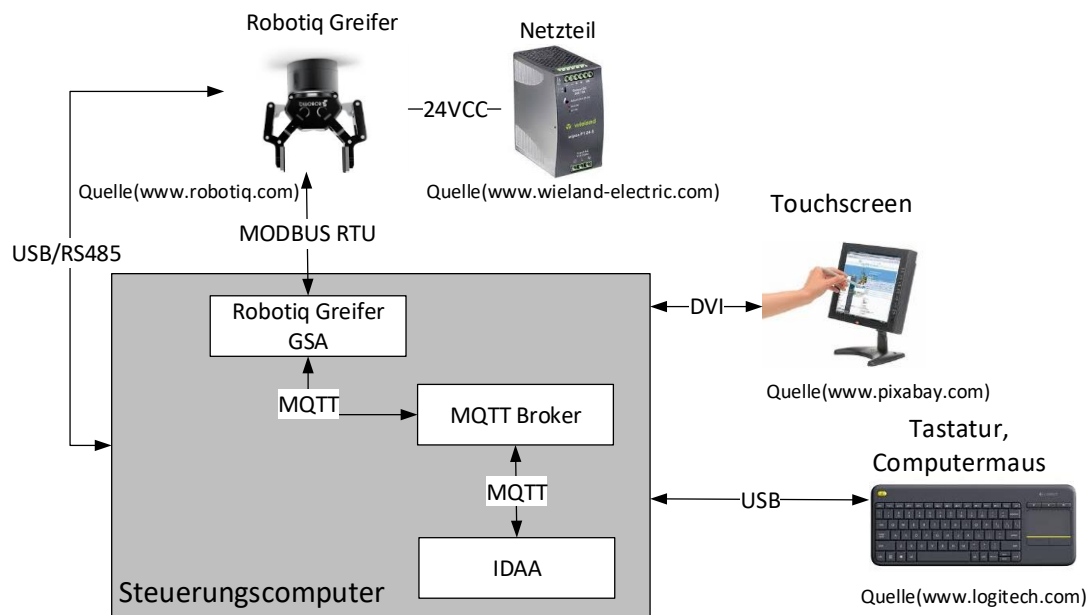 Robotiq Greifer
Netzteil
24VCC
wieland
Quelle(www.robotiq.com)
Quelle(www.wieland-electric.com)
Touchscreen
MODBUS RTU
USB/RS485
Robotiq Greifer
GSA
DVI
Quelle(www.pixabay.com)
MQTT
MQTT Broker
Tastatur,
Computermaus
MQTT
USB
IDAA
Steuerungscomputer
Quelle(www.logitech.com)